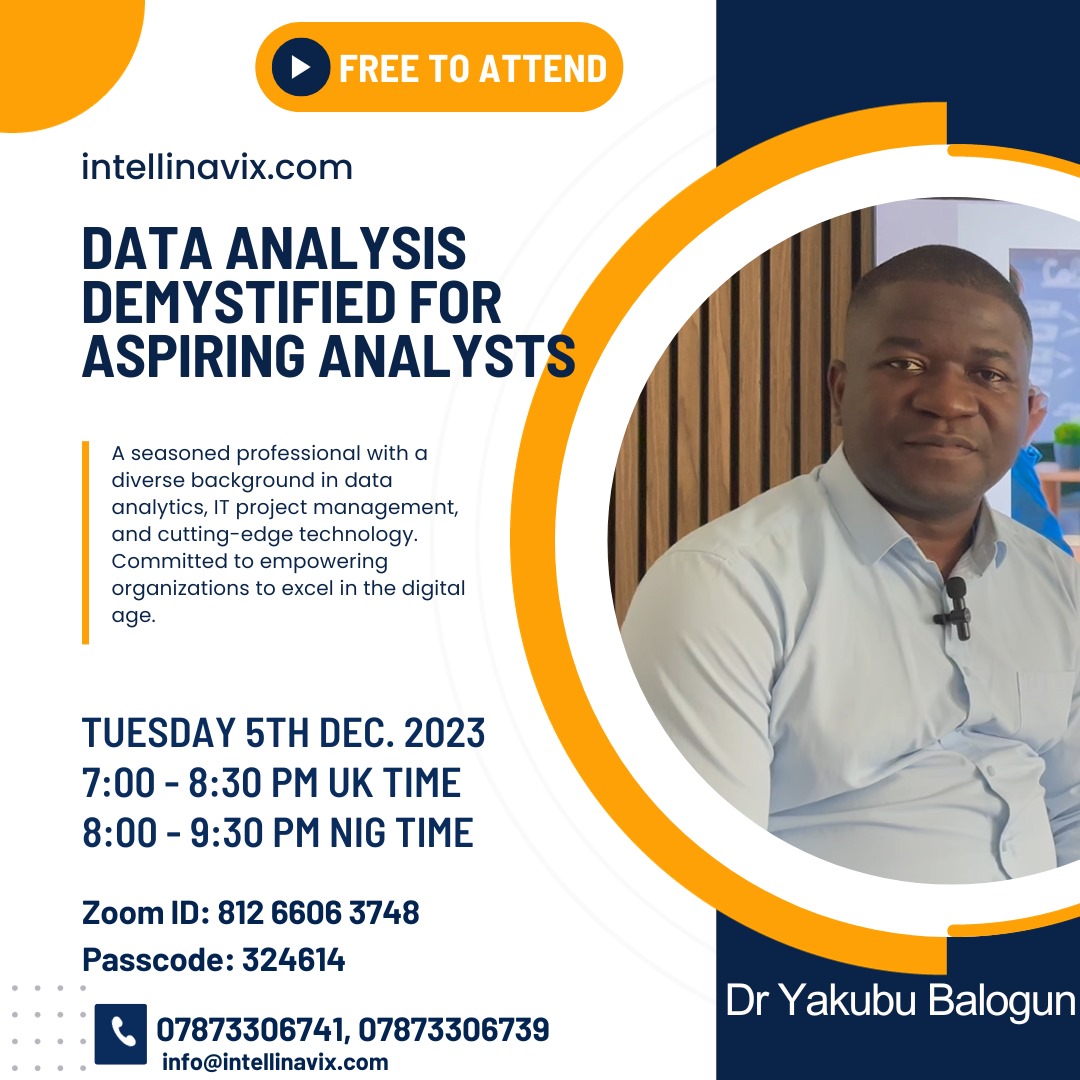 FREE TO ATTEND
intellinavix.com
DATA ANALYSIS
DEMYSTIFIED FOR
ASPIRING ANALYSTS
A seasoned professional with a
diverse background in data
analytics, IT project management,
and cutting-edge technology.
Committed to empowering
organizations to excel in the digital
age.
TUESDAY 5TH DEC. 2023
7:00 - 8:30 PM UK TIME
8:00 - 9:30 PM NIG TIME
Zoom ID: 812 6606 3748
Passcode: 324614
07873306741, 07873306739
info@intellinavix.com
Dr Yakubu Balogun